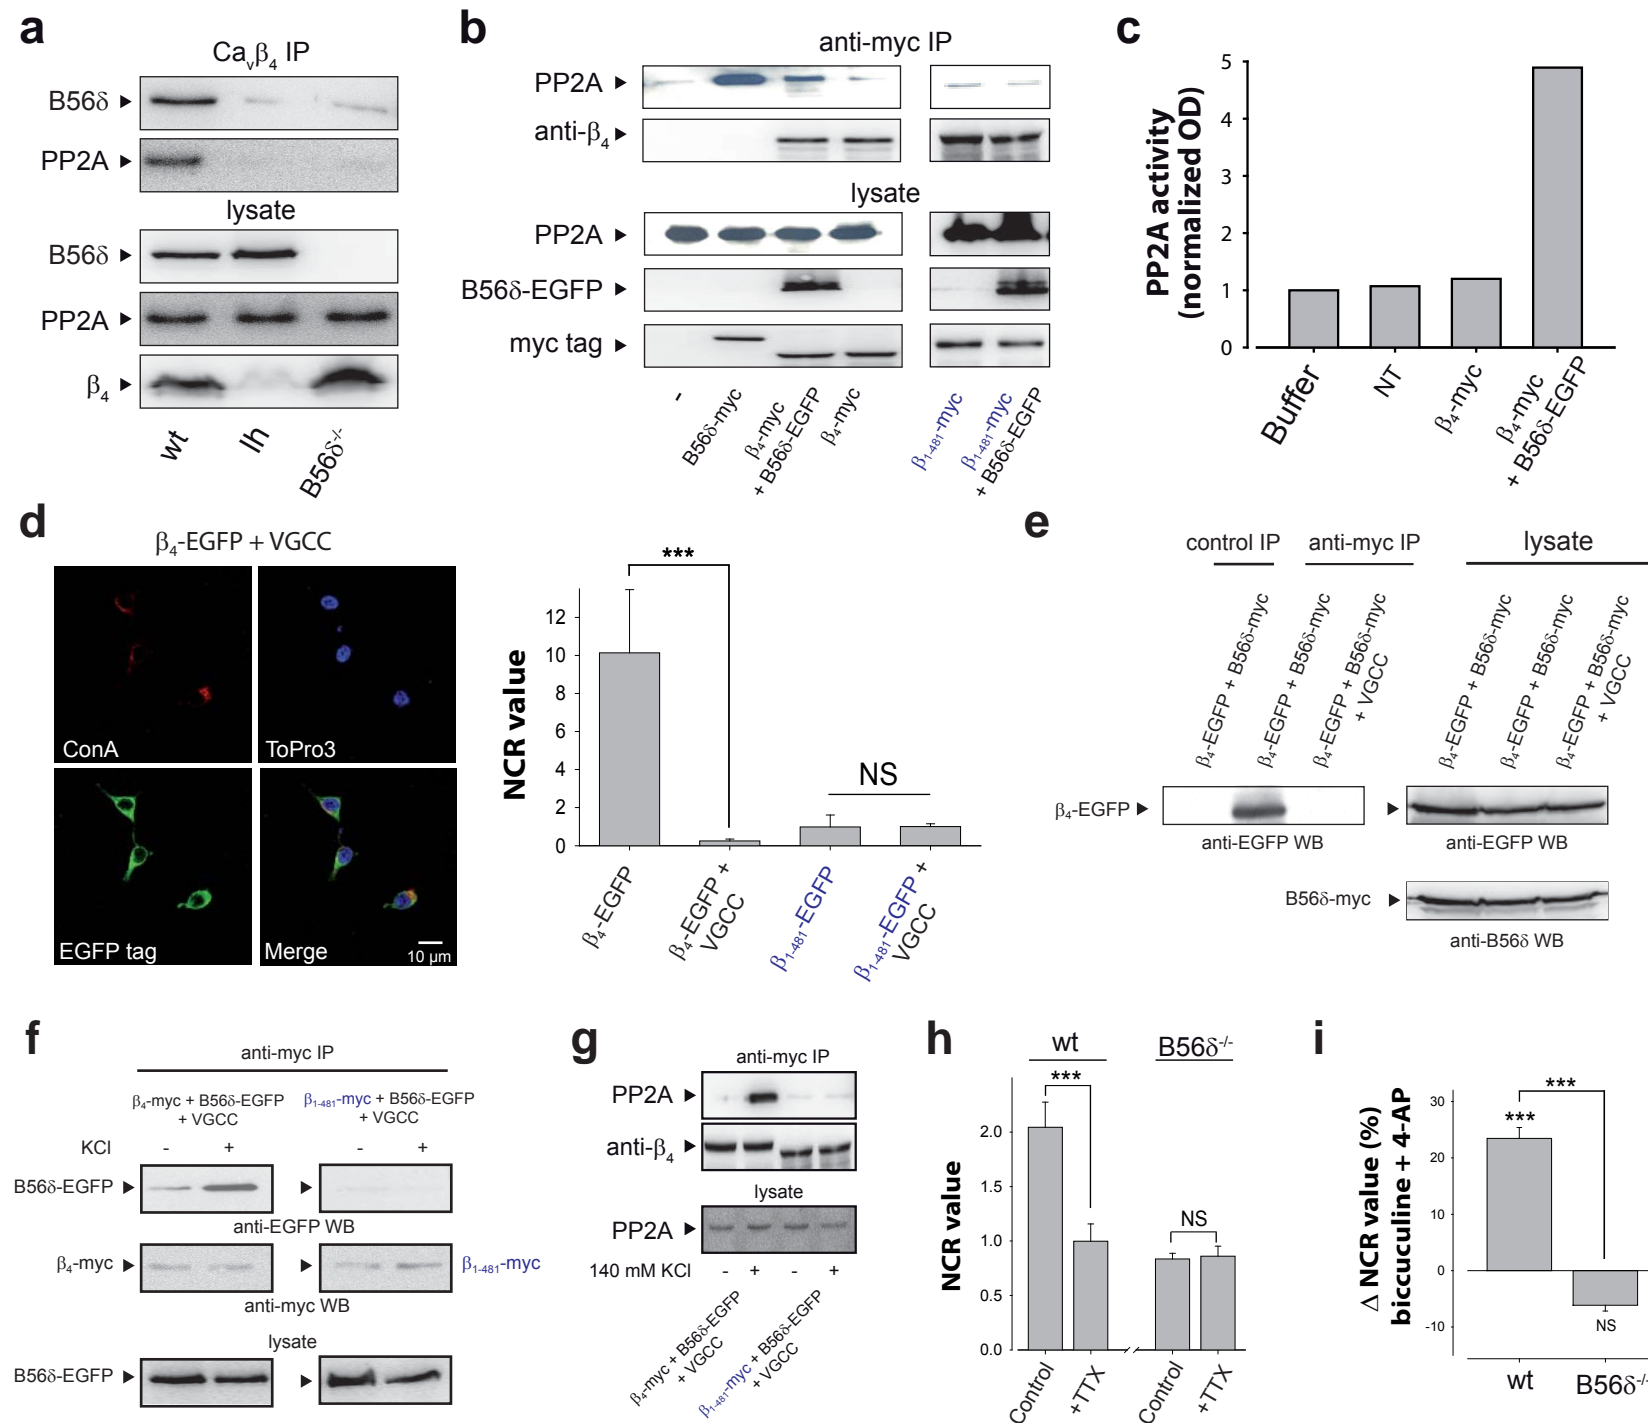 a
Caᵥβ₄ IP
B56δ
PP2A
lysate
B56δ
PP2A
β₄
wt
lh
B56δ⁻/⁻
b
anti-myc IP
PP2A
anti-β₄
lysate
PP2A
B56δ-EGFP
myc tag
-
B56δ-myc
β₄-myc
+ B56δ-EGFP
β₄-myc
β₁₋₄₈₁-myc
β₁₋₄₈₁-myc
+ B56δ-EGFP
c
PP2A activity
(normalized OD)
5
4
3
2
1
0
Buffer
NT
β₄-myc
β₄-myc
+ B56δ-EGFP
d
β₄-EGFP + VGCC
ConA
ToPro3
EGFP tag
Merge
10 µm
NCR value
12
10
8
6
4
2
0
***
NS
β₄-EGFP
β₄-EGFP +
VGCC
β₁₋₄₈₁-EGFP
β₁₋₄₈₁-EGFP +
VGCC
e
control IP
anti-myc IP
lysate
β₄-EGFP + B56δ-myc
β₄-EGFP + B56δ-myc
β₄-EGFP + B56δ-myc
+ VGCC
β₄-EGFP + B56δ-myc
β₄-EGFP + B56δ-myc
β₄-EGFP + B56δ-myc
+ VGCC
β₄-EGFP
anti-EGFP WB
anti-EGFP WB
B56δ-myc
anti-B56δ WB
f
anti-myc IP
β₄-myc + B56δ-EGFP
+ VGCC
β₁₋₄₈₁-myc + B56δ-EGFP
+ VGCC
KCl - + - +
B56δ-EGFP
anti-EGFP WB
β₄-myc
β₁₋₄₈₁-myc
anti-myc WB
lysate
B56δ-EGFP
g
anti-myc IP
PP2A
anti-β₄
lysate
PP2A
140 mM KCl - + - +
β₄-myc + B56δ-EGFP
+ VGCC
β₁₋₄₈₁-myc + B56δ-EGFP
+ VGCC
h
wt
B56δ⁻/⁻
***
NS
NCR value
2.0
1.5
1.0
0.5
0.0
Control
+TTX
Control
+TTX
i
Δ NCR value (%)
biccuculine + 4-AP
30
20
10
0
-10
***
***
NS
wt
B56δ⁻/⁻